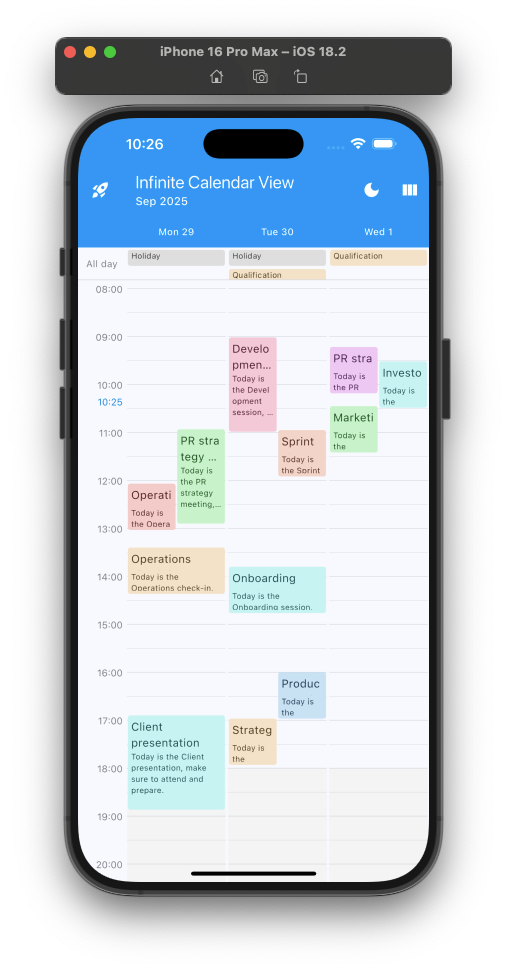 iPhone 16 Pro Max – iOS 18.2
10:26
Infinite Calendar View
Sep 2025
Mon 29
Tue 30
Wed 1
All day
Holiday
Holiday
Qualification
Qualification
08:00
09:00
10:00
10:25
11:00
12:00
13:00
14:00
15:00
16:00
17:00
18:00
19:00
20:00
PR stra
tegy ...
Today is
the PR
strategy
meeting,...
Operati
Today is
the Opera
Operations
Today is the
Operations check-in.
Client
presentation
Today is the Client
presentation, make
sure to attend and
prepare.
Develo
pmen...
Today is
the Devel
opment
session, ...
Sprint
Today is
the Sprint
Onboarding
Today is the
Onboarding session.
Produc
Today is
the
Strateg
Today is
the
PR stra
Today is
the PR
Investo
Today is
the
Marketi
Today is
the